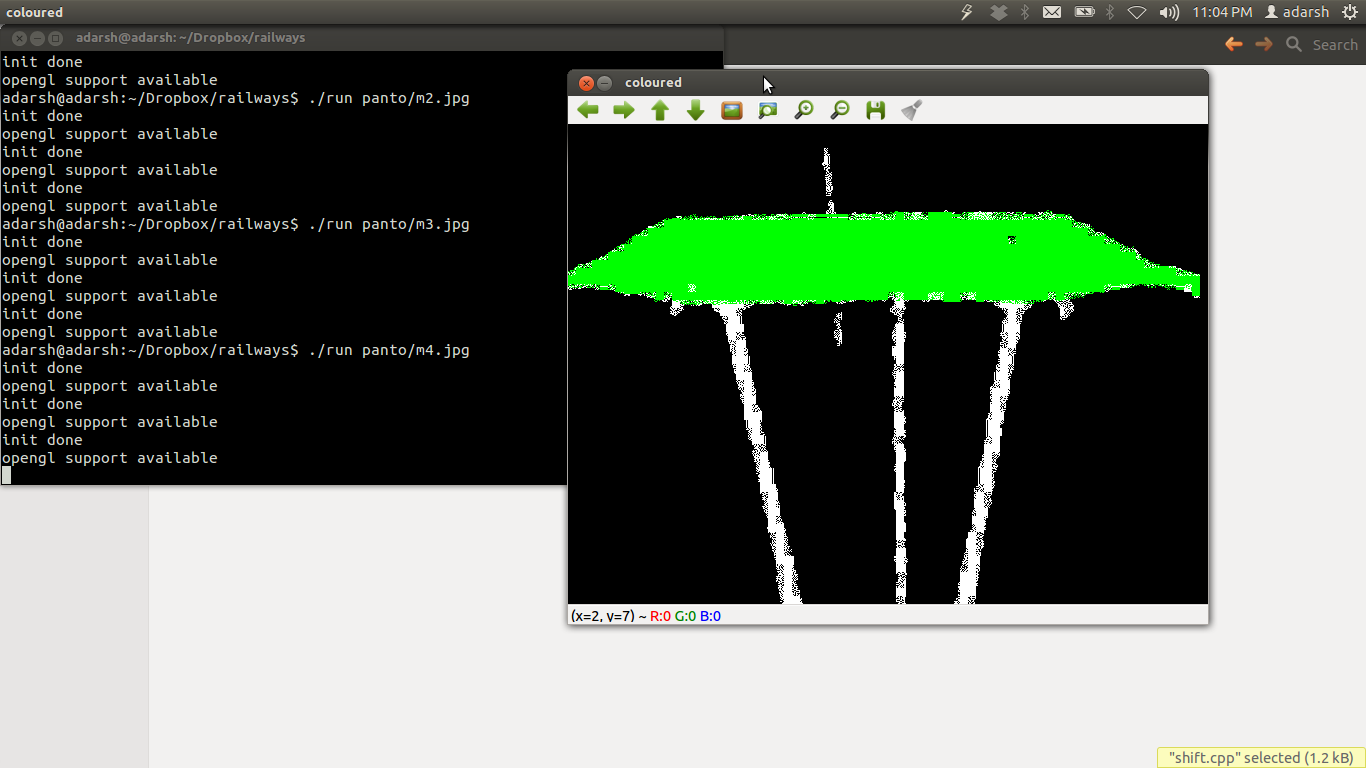 coloured
11:04 PM
adarsh
adarsh@adarsh: ~/Dropbox/railways
Search
init done
opengl support available
adarsh@adarsh:~/Dropbox/railways$ ./run panto/m2.jpg
init done
opengl support available
init done
opengl support available
init done
opengl support available
adarsh@adarsh:~/Dropbox/railways$ ./run panto/m3.jpg
init done
opengl support available
init done
opengl support available
init done
opengl support available
adarsh@adarsh:~/Dropbox/railways$ ./run panto/m4.jpg
init done
opengl support available
init done
opengl support available
init done
opengl support available
coloured
(x=2, y=7) ~ R:0 G:0 B:0
"shift.cpp" selected (1.2 kB)